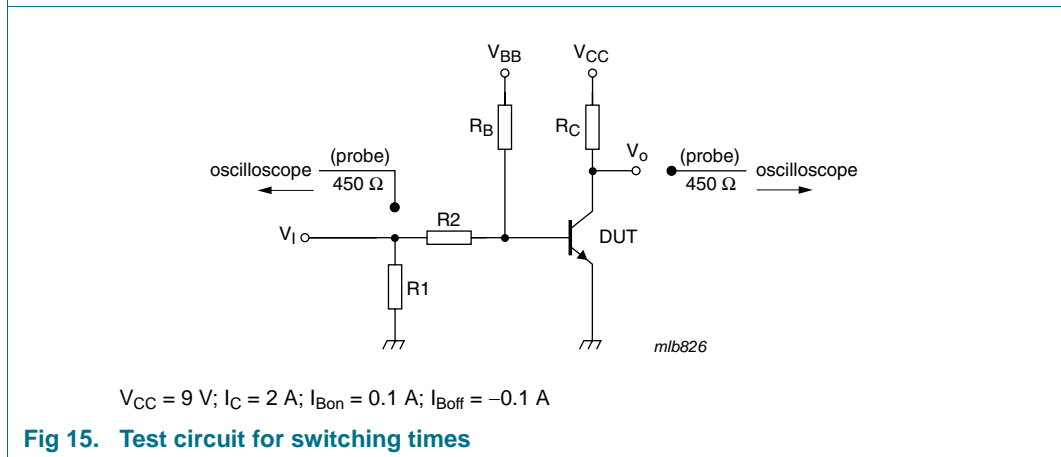 VBB
VCC
RB
RC
Vo
(probe)
oscilloscope
450 Ω
(probe)
oscilloscope
450 Ω
R2
VI
DUT
R1
mlb826
VCC = 9 V; IC = 2 A; IBon = 0.1 A; IBoff = −0.1 A
Fig 15. Test circuit for switching times